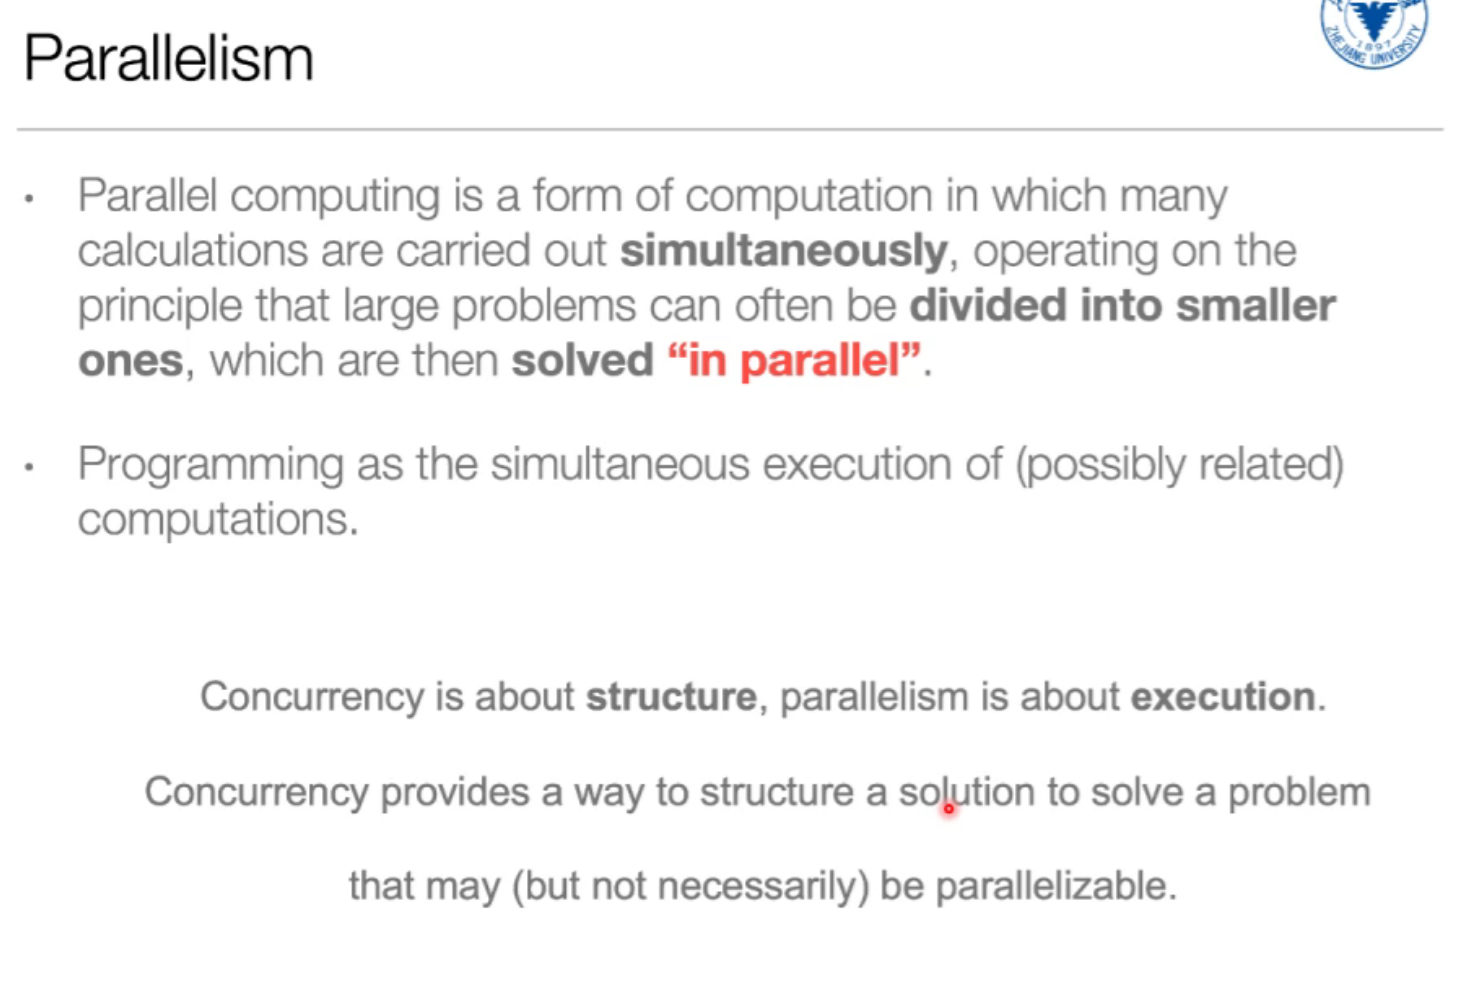 Parallelism
ZHEJIANG UNIVERSITY
1897
• Parallel computing is a form of computation in which many
calculations are carried out simultaneously, operating on the
principle that large problems can often be divided into smaller
ones, which are then solved “in parallel”.
• Programming as the simultaneous execution of (possibly related)
computations.
Concurrency is about structure, parallelism is about execution.
Concurrency provides a way to structure a solution to solve a problem
that may (but not necessarily) be parallelizable.